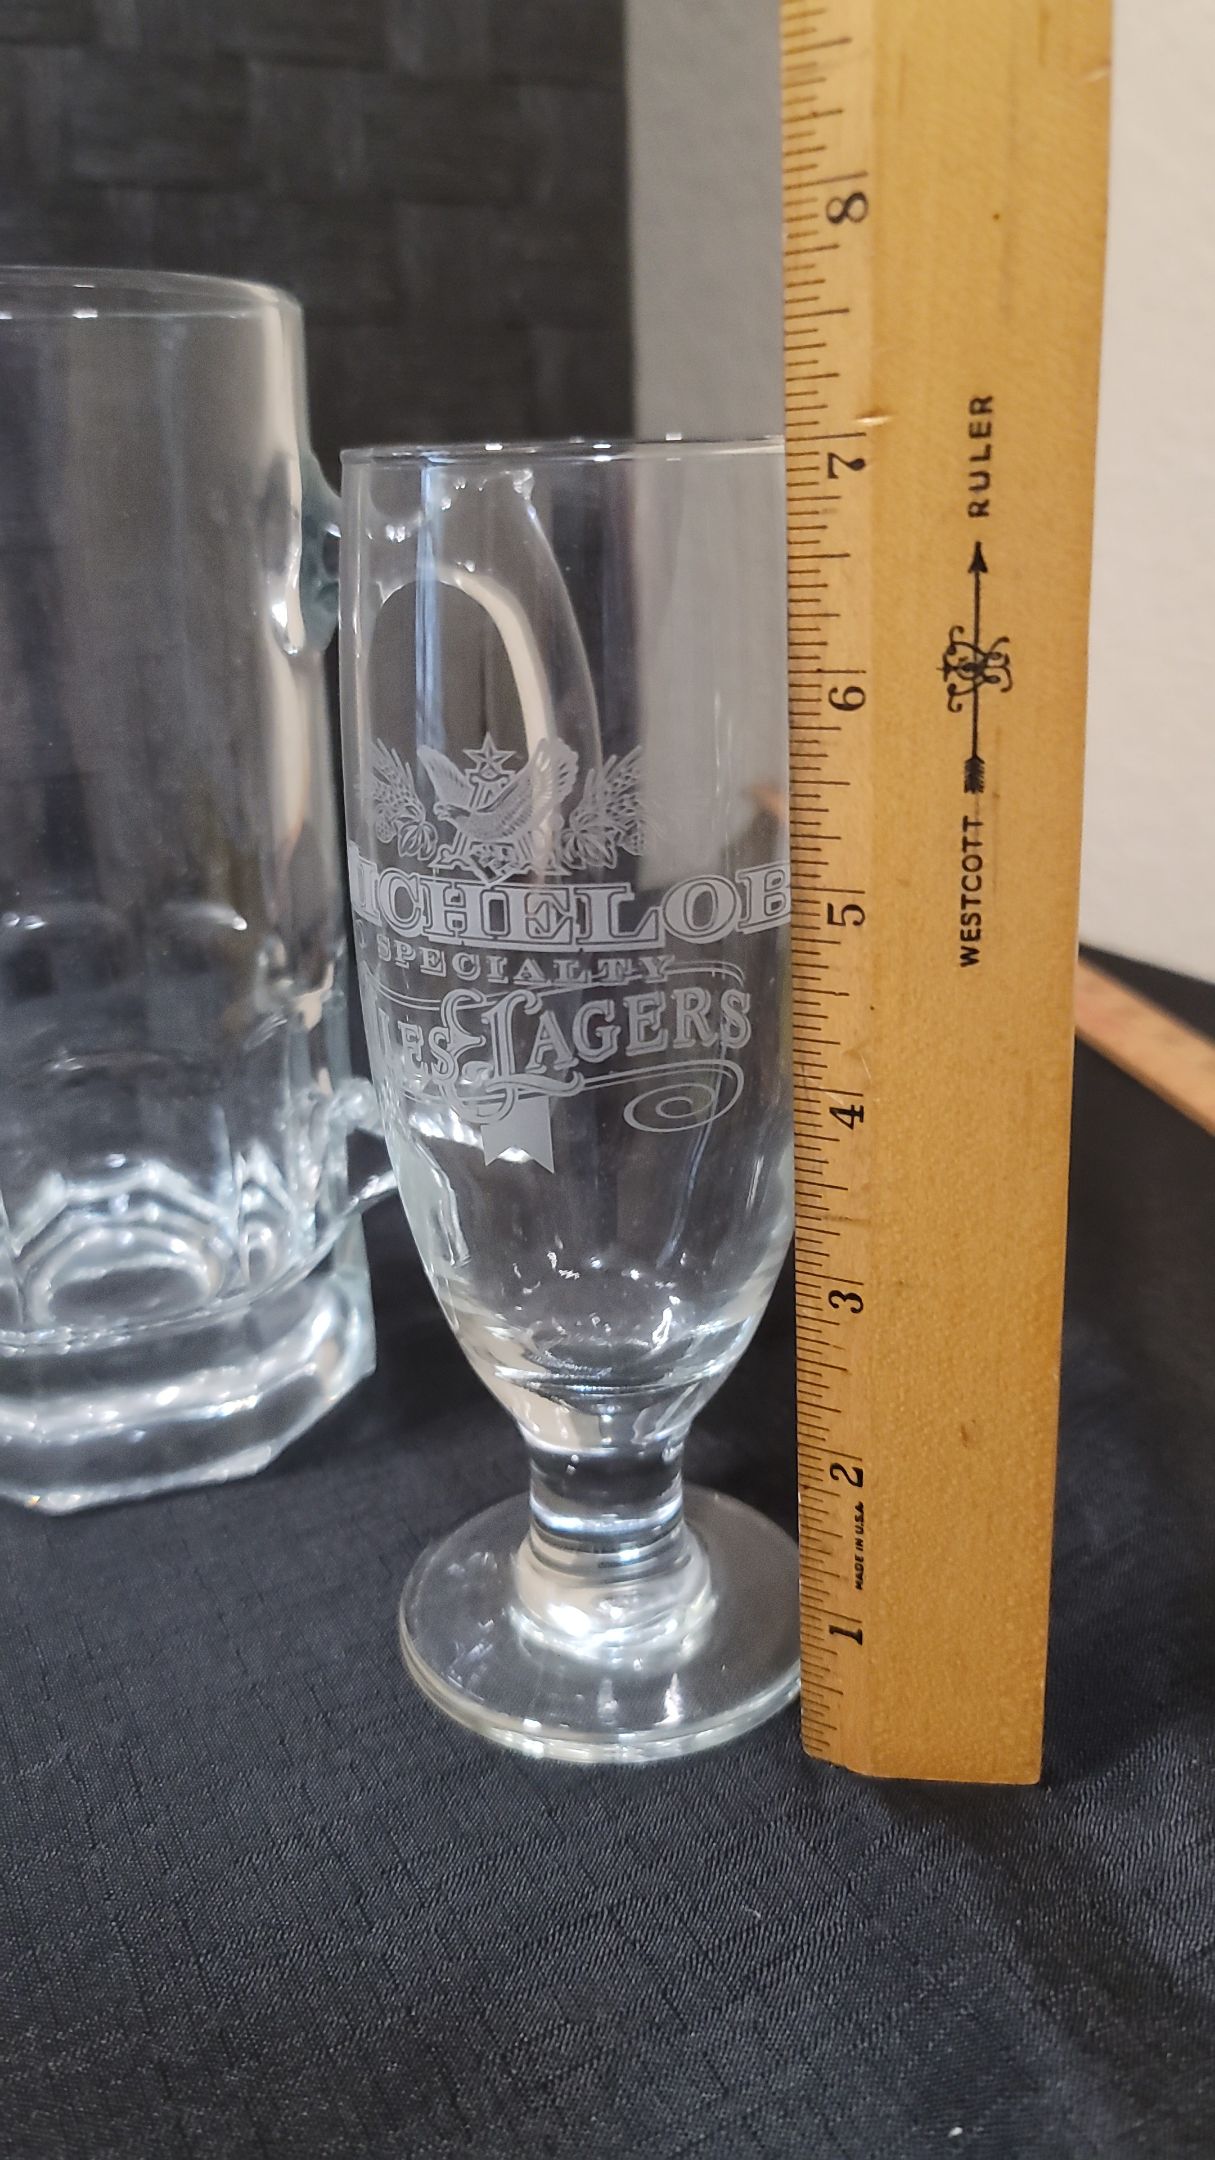 ICHELOB
SPECIALTY
LES & LAGERS
8
7
6
5
4
3
2
1
MADE IN U.S.A.
WESTCOTT RULER